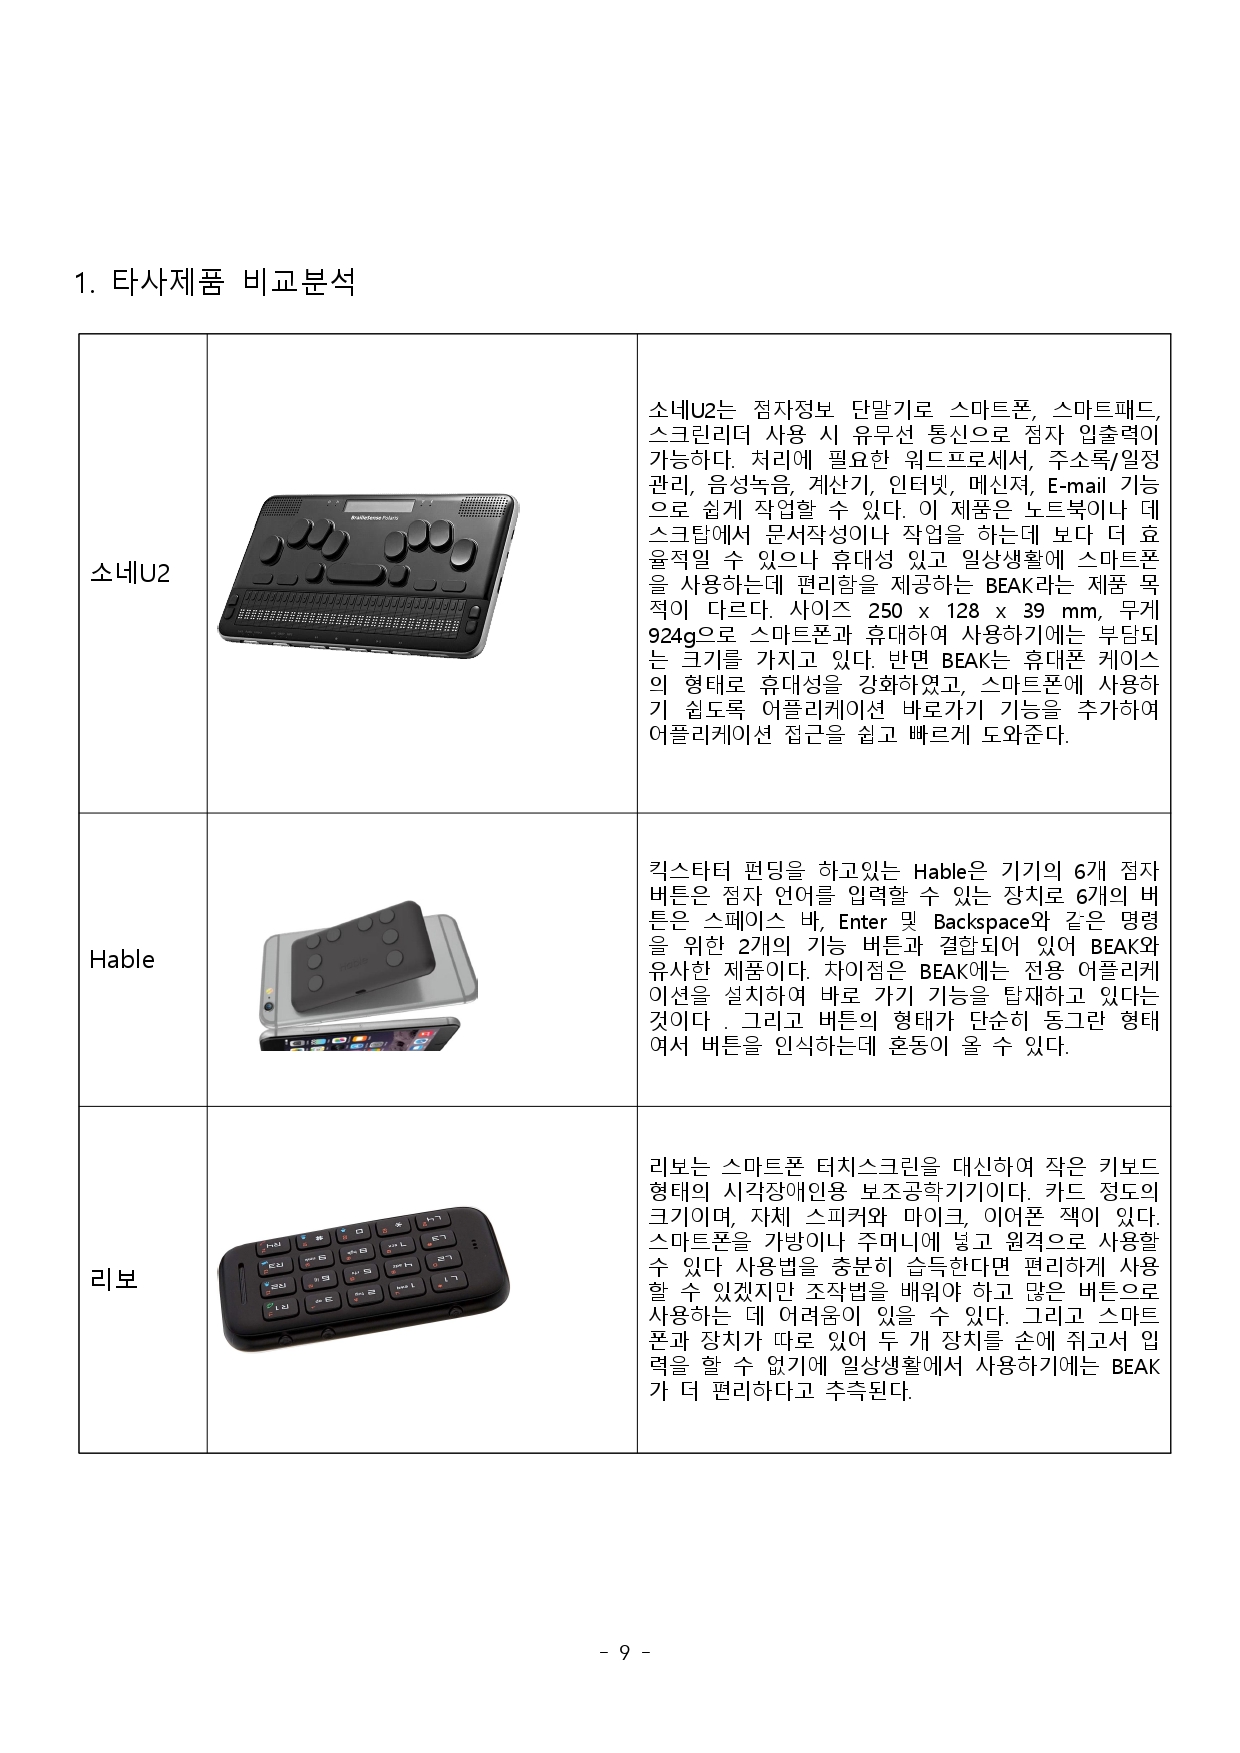 1. 타사제품 비교분석
소네U2
BrailleSense Polaris
소네U2는 점자정보 단말기로 스마트폰, 스마트패드,
스크린리더 사용 시 유무선 통신으로 점자 입출력이
가능하다. 처리에 필요한 워드프로세서, 주소록/일정
관리, 음성녹음, 계산기, 인터넷, 메신져, E-mail 기능
으로 쉽게 작업할 수 있다. 이 제품은 노트북이나 데
스크탑에서 문서작성이나 작업을 하는데 보다 더 효
율적일 수 있으나 휴대성 있고 일상생활에 스마트폰
을 사용하는데 편리함을 제공하는 BEAK라는 제품 목
적이 다르다. 사이즈 250 x 128 x 39 mm, 무게
924g으로 스마트폰과 휴대하여 사용하기에는 부담되
는 크기를 가지고 있다. 반면 BEAK는 휴대폰 케이스
의 형태로 휴대성을 강화하였고, 스마트폰에 사용하
기 쉽도록 어플리케이션 바로가기 기능을 추가하여
어플리케이션 접근을 쉽고 빠르게 도와준다.
Hable
킥스타터 펀딩을 하고있는 Hable은 기기의 6개 점자
버튼은 점자 언어를 입력할 수 있는 장치로 6개의 버
튼은 스페이스 바, Enter 및 Backspace와 같은 명령
을 위한 2개의 기능 버튼과 결합되어 있어 BEAK와
유사한 제품이다. 차이점은 BEAK에는 전용 어플리케
이션을 설치하여 바로 가기 기능을 탑재하고 있다는
것이다 . 그리고 버튼의 형태가 단순히 동그란 형태
여서 버튼을 인식하는데 혼동이 올 수 있다.
리보
L4 * 0 # R4
L3 7 8 9 R3
L2 4 5 6 R2
L1 1 2 3 R1
리보는 스마트폰 터치스크린을 대신하여 작은 키보드
형태의 시각장애인용 보조공학기기이다. 카드 정도의
크기이며, 자체 스피커와 마이크, 이어폰 잭이 있다.
스마트폰을 가방이나 주머니에 넣고 원격으로 사용할
수 있다 사용법을 충분히 습득한다면 편리하게 사용
할 수 있겠지만 조작법을 배워야 하고 많은 버튼으로
사용하는 데 어려움이 있을 수 있다. 그리고 스마트
폰과 장치가 따로 있어 두 개 장치를 손에 쥐고서 입
력을 할 수 없기에 일상생활에서 사용하기에는 BEAK
가 더 편리하다고 추측된다.
- 9 -